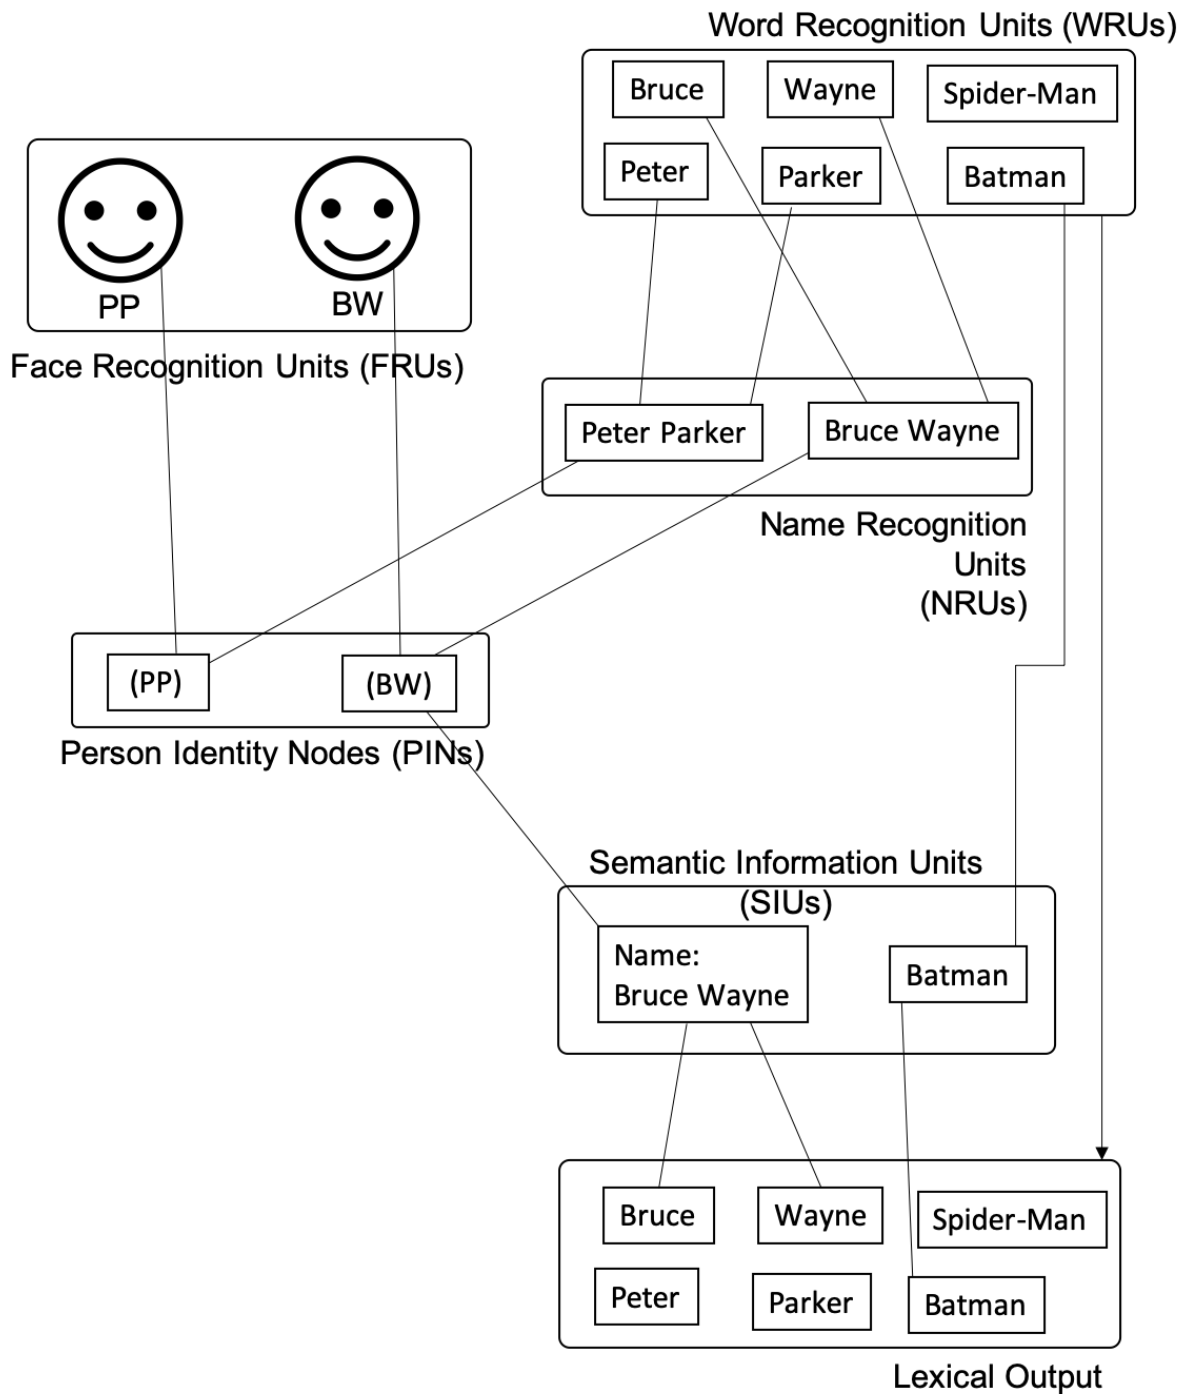 Word Recognition Units (WRUs)
Bruce
Wayne
Spider-Man
Peter
Parker
Batman
PP
BW
Face Recognition Units (FRUs)
Peter Parker
Bruce Wayne
Name Recognition
Units
(NRUs)
(PP)
(BW)
Person Identity Nodes (PINs)
Semantic Information Units
(SIUs)
Name:
Bruce Wayne
Batman
Bruce
Wayne
Spider-Man
Peter
Parker
Batman
Lexical Output